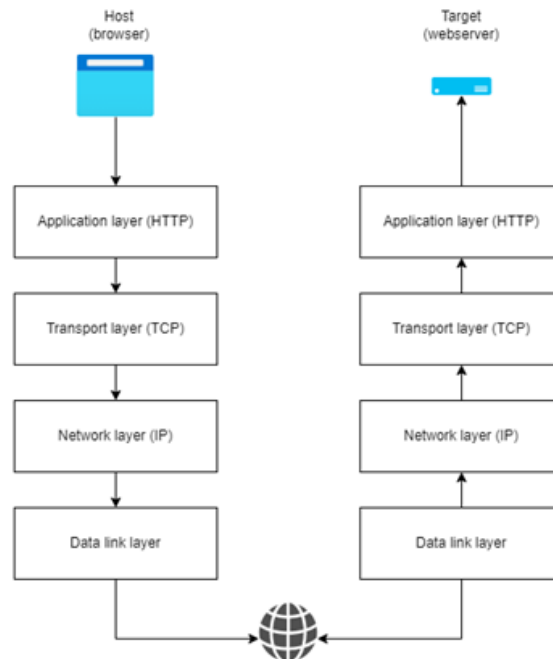 Host
(browser)
Target
(webserver)
Application layer (HTTP)
Application layer (HTTP)
Transport layer (TCP)
Transport layer (TCP)
Network layer (IP)
Network layer (IP)
Data link layer
Data link layer